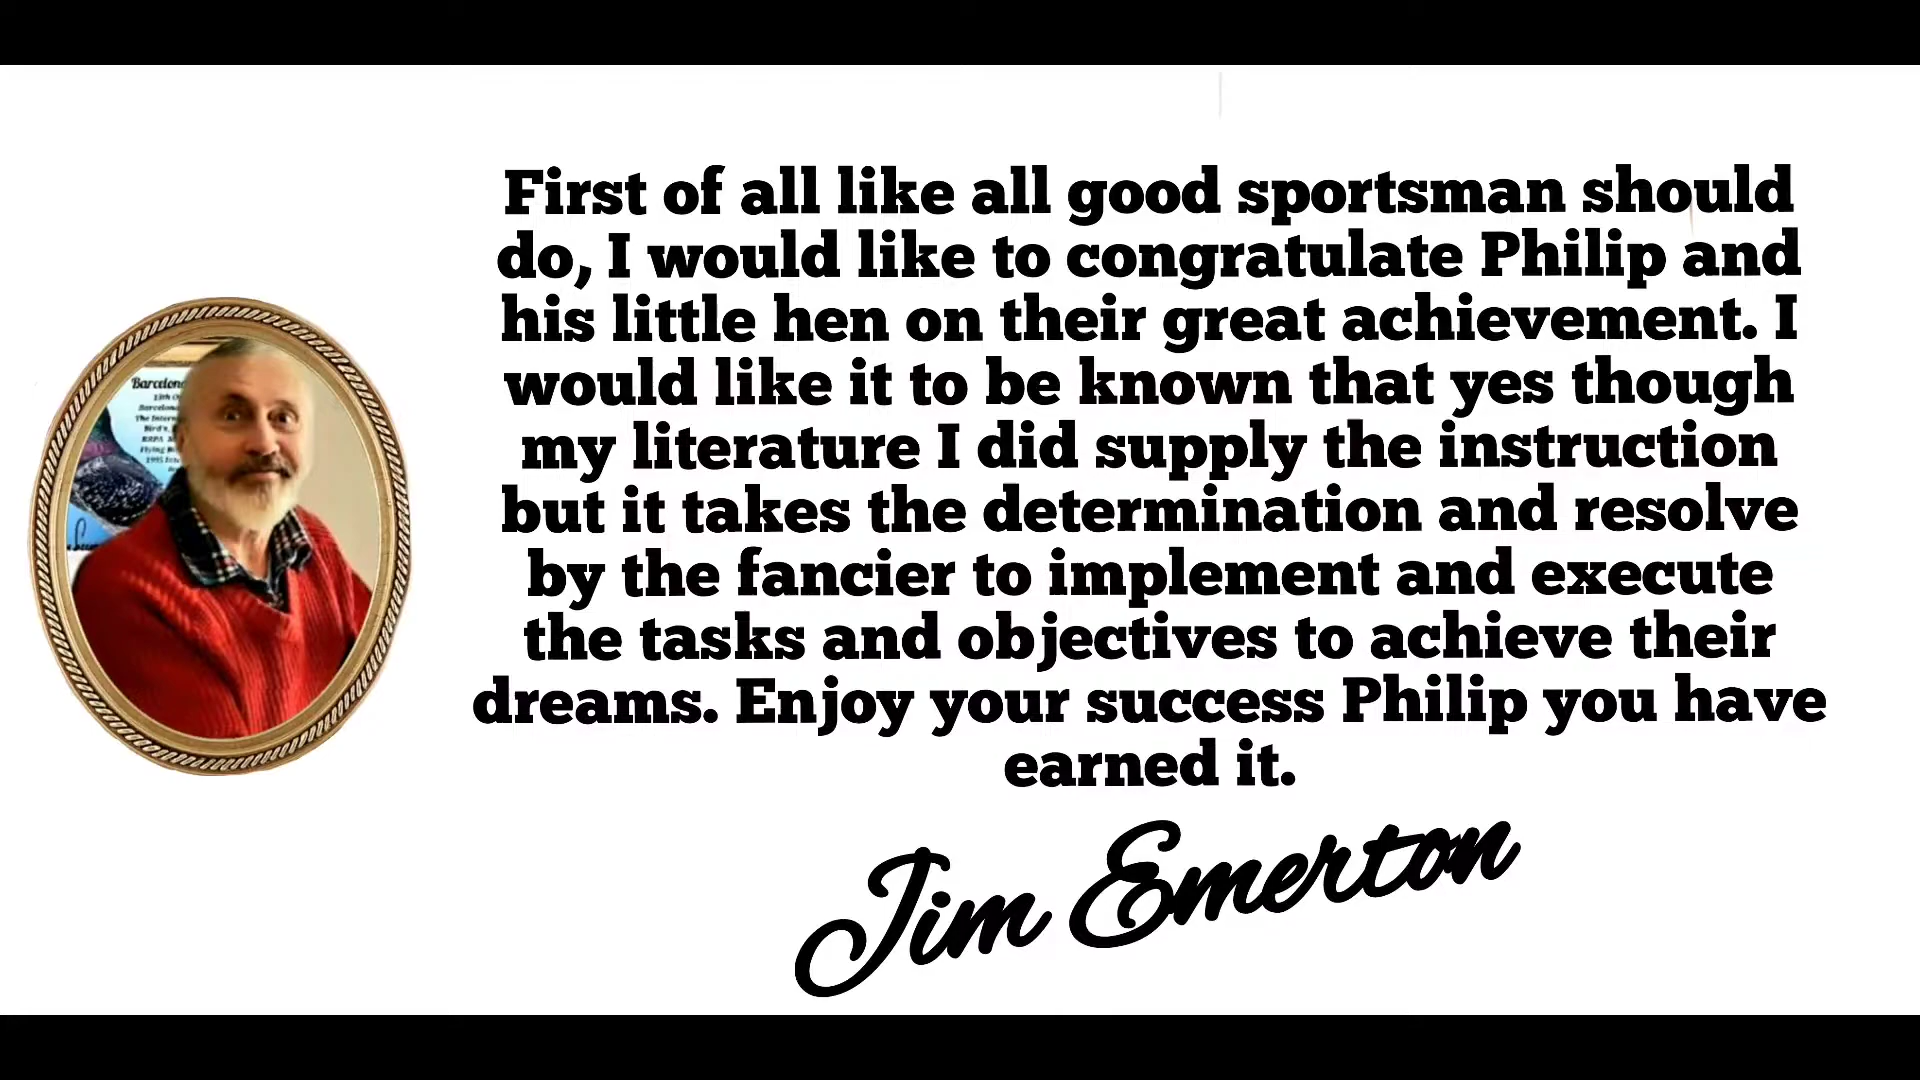 First of all like all good sportsman should
do, I would like to congratulate Philip and
his little hen on their great achievement. I
would like it to be known that yes though
my literature I did supply the instruction
but it takes the determination and resolve
by the fancier to implement and execute
the tasks and objectives to achieve their
dreams. Enjoy your success Philip you have
earned it.
Jim Emerton